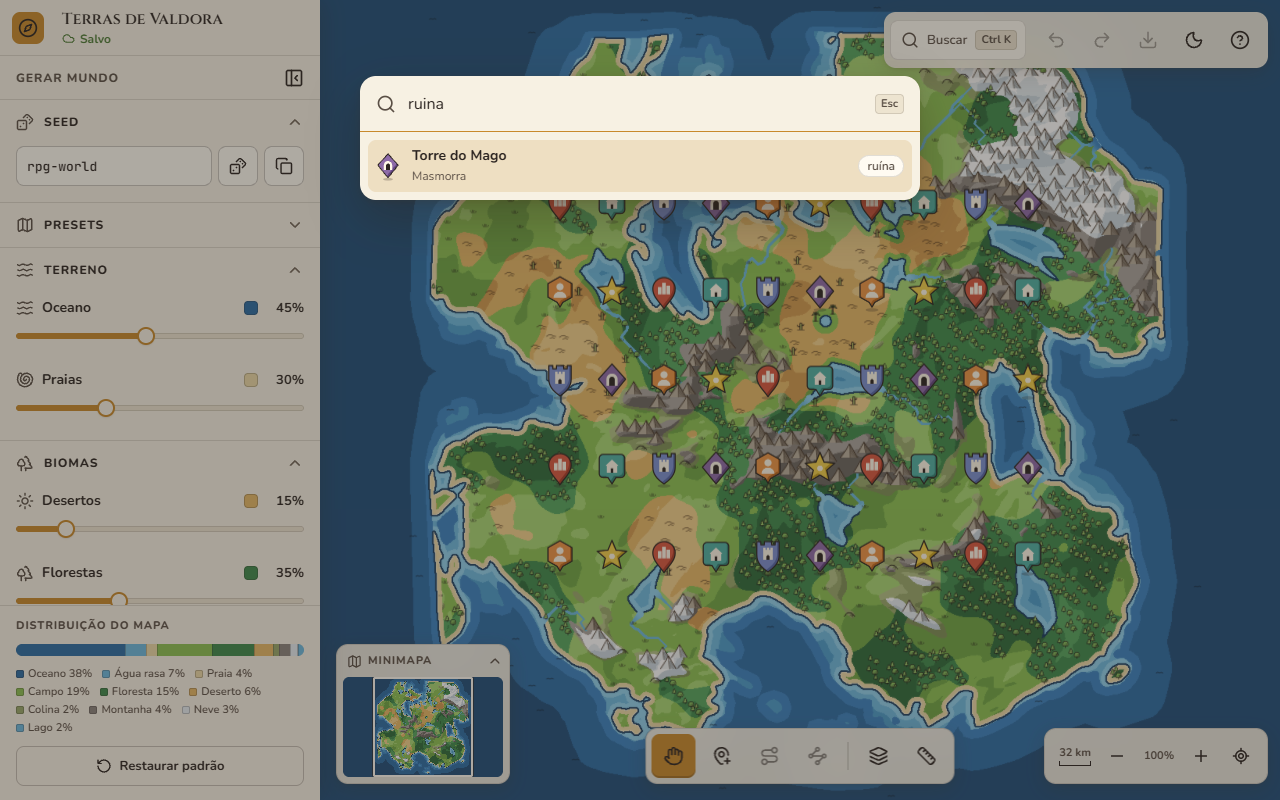 Terras de Valdora
Salvo
GERAR MUNDO
SEED
rpg-world
PRESETS
TERRENO
Oceano 45%
Praias 30%
BIOMAS
Desertos 15%
Florestas 35%
DISTRIBUIÇÃO DO MAPA
Oceano 38% Água rasa 7% Praia 4%
Campo 19% Floresta 15% Deserto 6%
Colina 2% Montanha 4% Neve 3%
Lago 2%
Restaurar padrão
Buscar Ctrl K
ruina Esc
Torre do Mago
Masmorra
ruína
MINIMAPA
32 km
100%